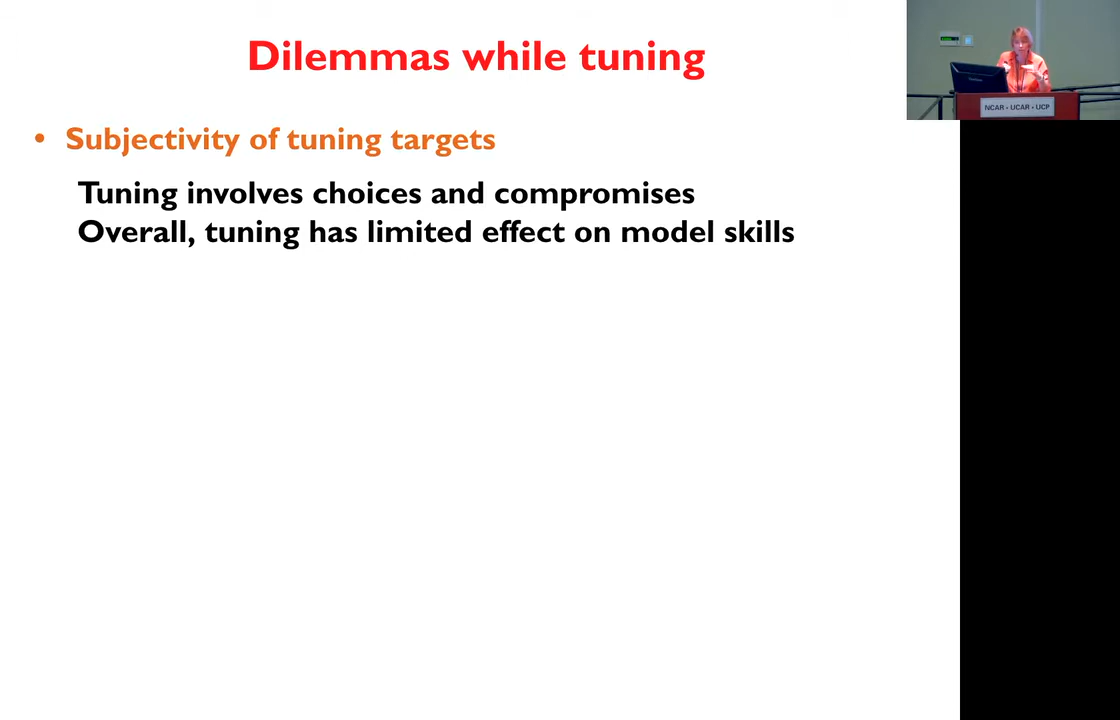 Dilemmas while tuning
• Subjectivity of tuning targets
Tuning involves choices and compromises
Overall, tuning has limited effect on model skills
NCAR • UCAR • UCP